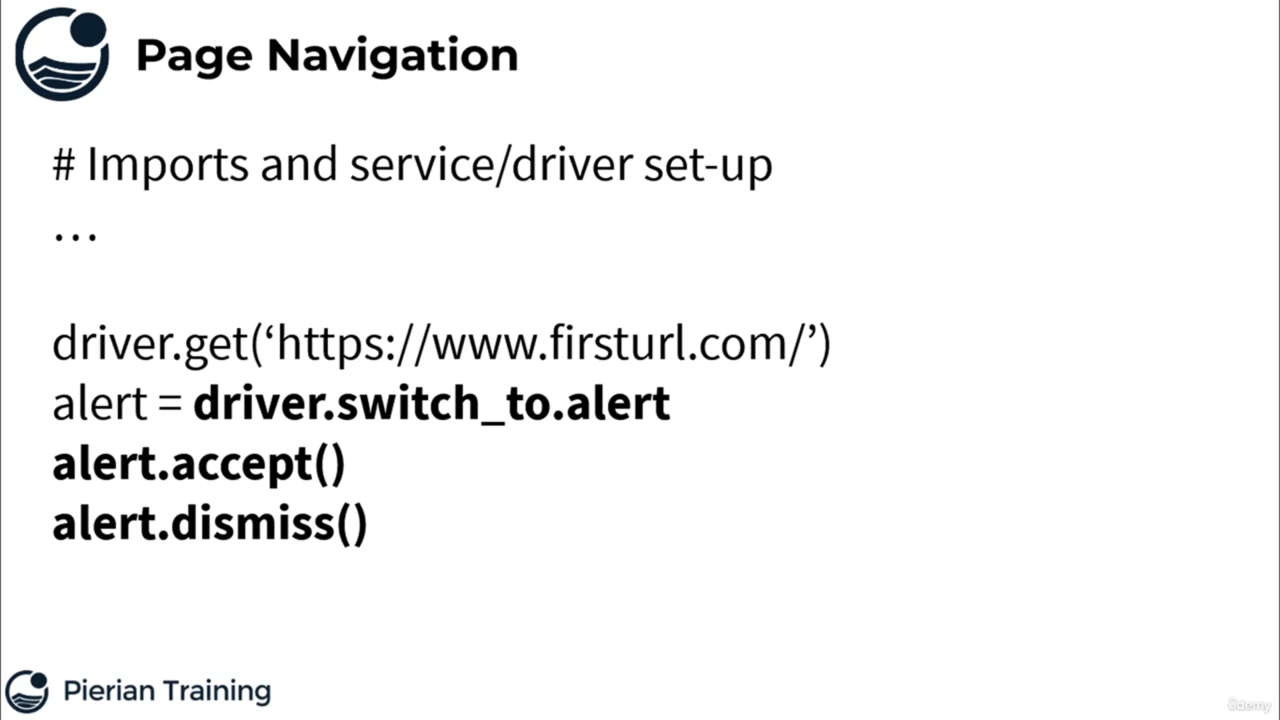 Page Navigation
# Imports and service/driver set-up
…
driver.get(‘https://www.firsturl.com/’)
alert = driver.switch_to.alert
alert.accept()
alert.dismiss()
Pierian Training
ûdemy